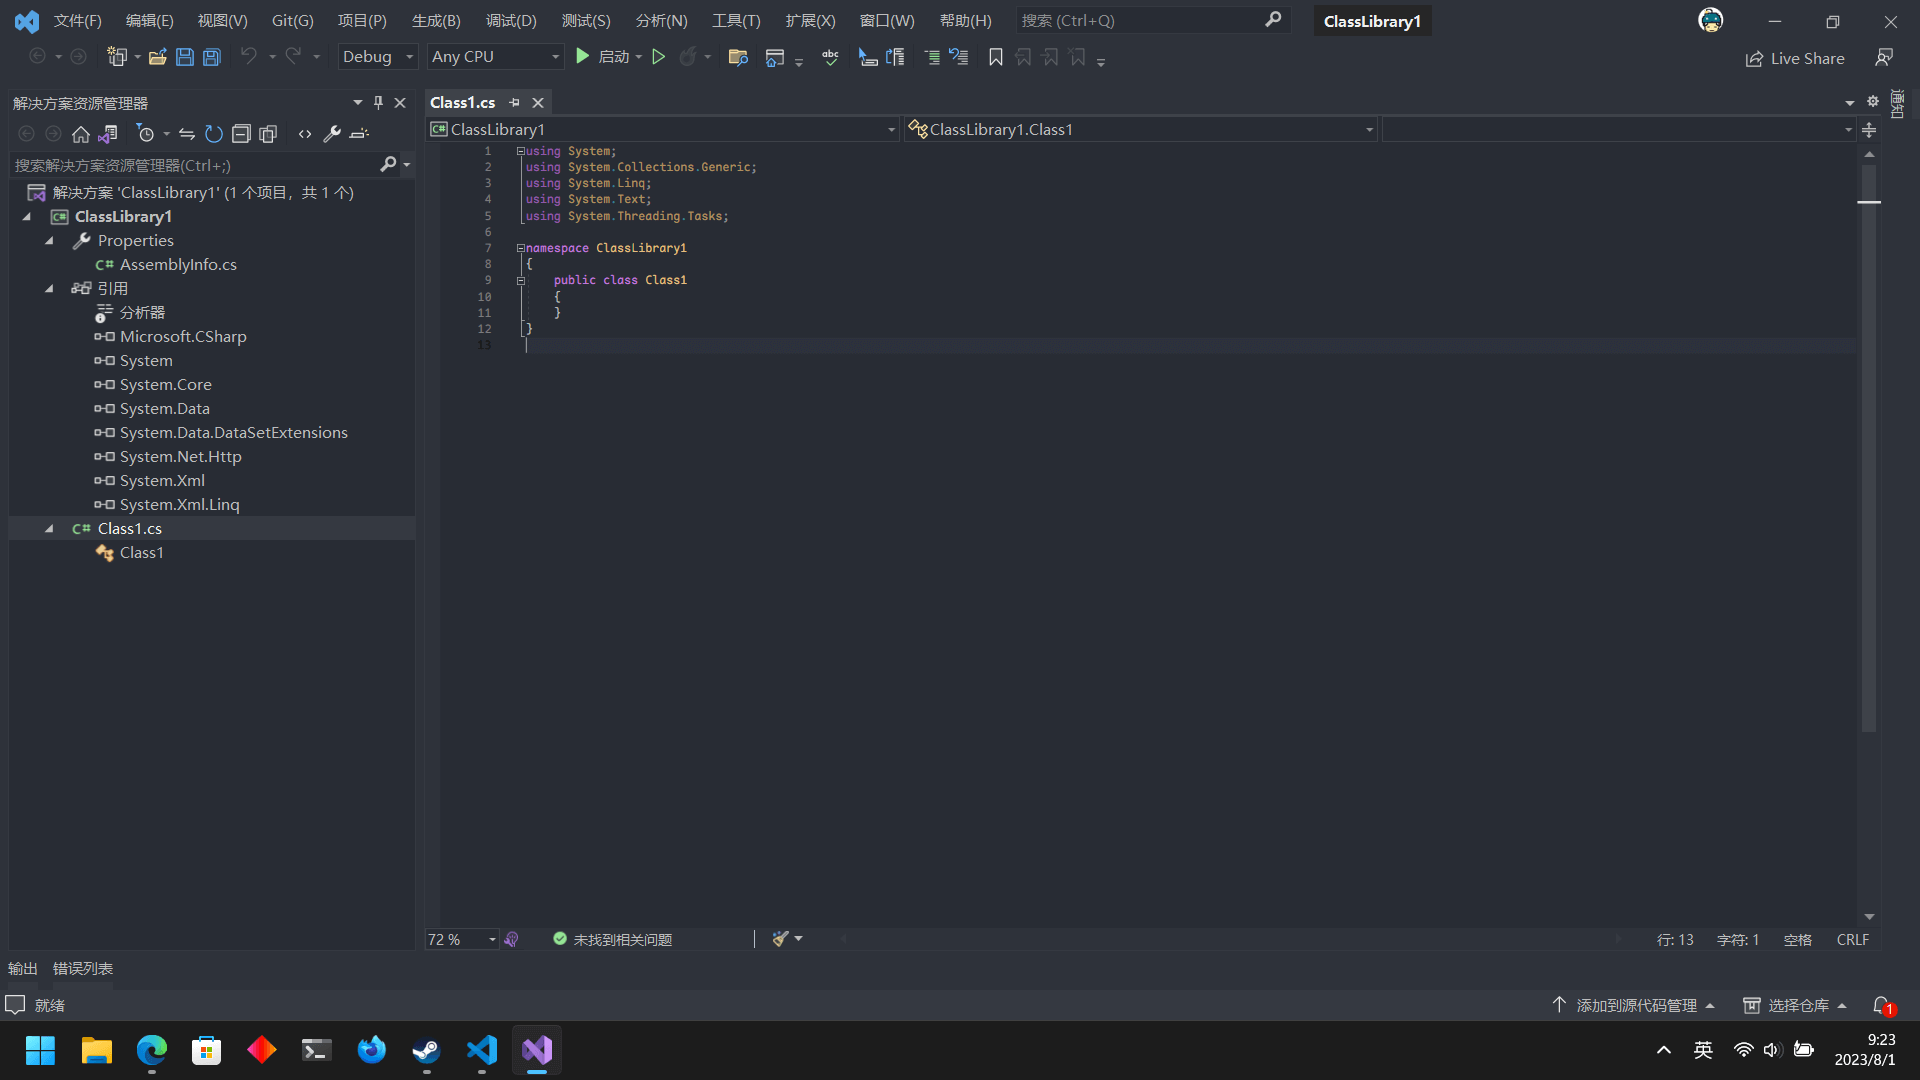 文件(F) 编辑(E) 视图(V) Git(G) 项目(P) 生成(B) 调试(D) 测试(S) 分析(N) 工具(T) 扩展(X) 窗口(W) 帮助(H) 搜索 (Ctrl+Q) ClassLibrary1
Debug Any CPU 启动 abc Live Share
解决方案资源管理器
搜索解决方案资源管理器(Ctrl+;)
解决方案 'ClassLibrary1' (1 个项目，共 1 个)
C# ClassLibrary1
Properties
C# AssemblyInfo.cs
引用
分析器
Microsoft.CSharp
System
System.Core
System.Data
System.Data.DataSetExtensions
System.Net.Http
System.Xml
System.Xml.Linq
C# Class1.cs
Class1
Class1.cs
C# ClassLibrary1 ClassLibrary1.Class1
通知
1 using System;
2 using System.Collections.Generic;
3 using System.Linq;
4 using System.Text;
5 using System.Threading.Tasks;
6
7 namespace ClassLibrary1
8 {
9 public class Class1
10 {
11 }
12 }
13
72 % 未找到相关问题 行: 13 字符: 1 空格 CRLF
输出 错误列表
就绪 添加到源代码管理 选择仓库 1
英 9:23
2023/8/1